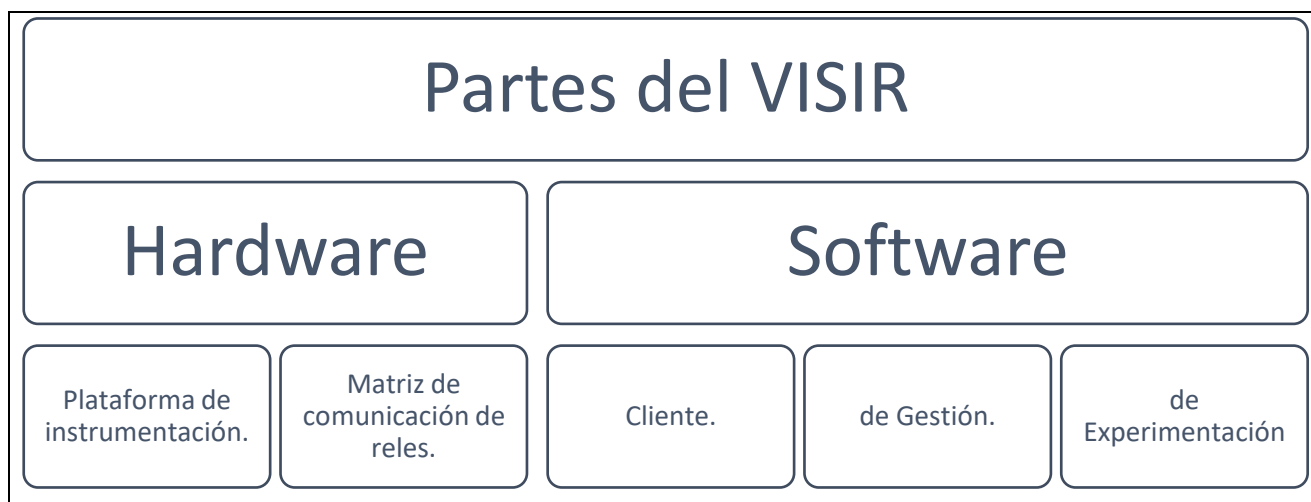 Partes del VISIR
Hardware
Software
Plataforma de
instrumentación.
Matriz de
comunicación de
reles.
Cliente.
de Gestión.
de
Experimentación